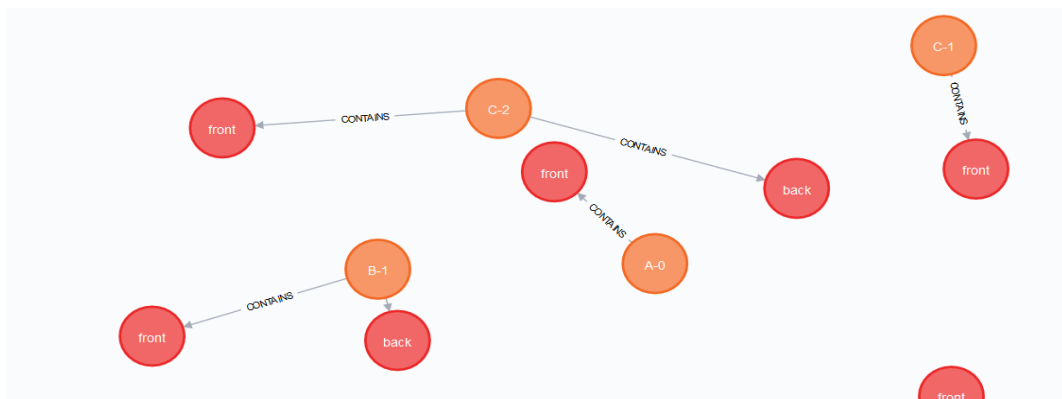 C-1
C-2
CONTAINS
front
CONTAINS
CONTAINS
front
front
back
CONTAINS
B-1
A-0
CONTAINS
front
back
front